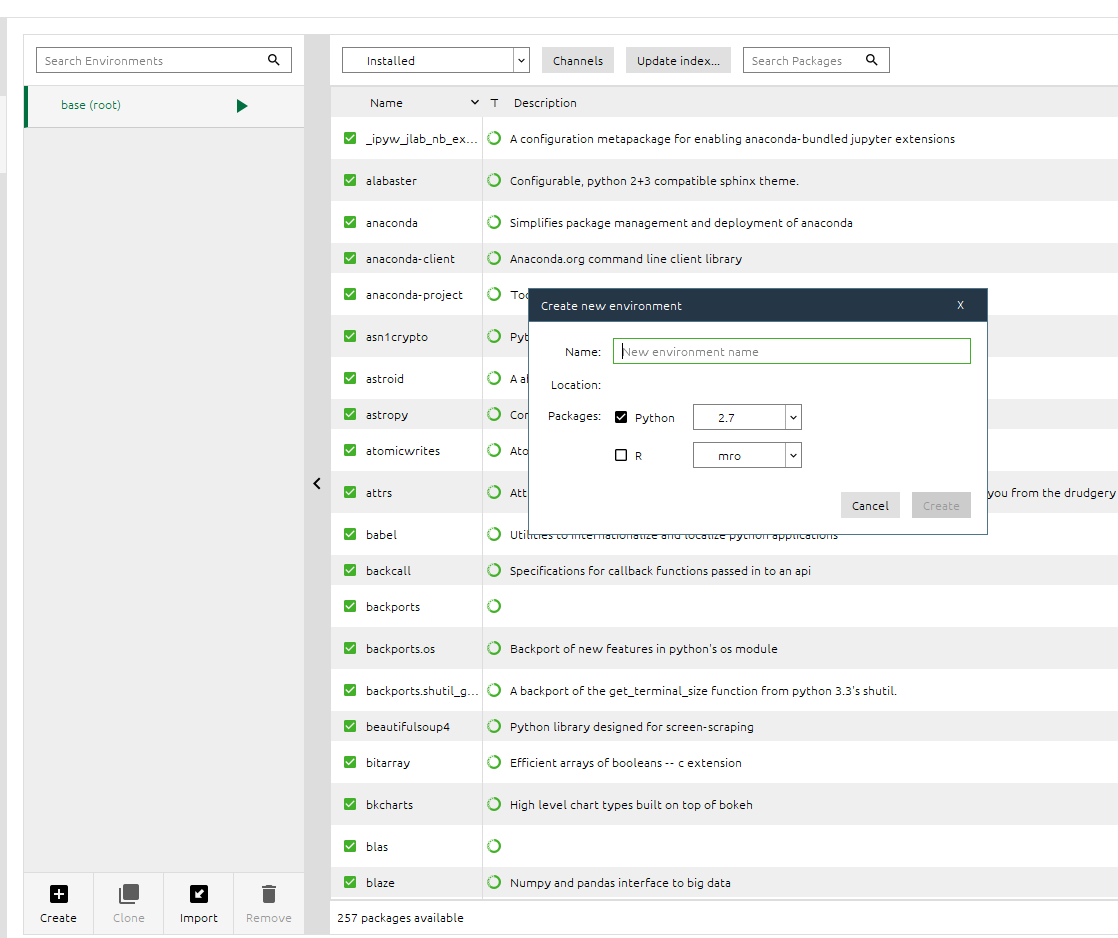 Search Environments
base (root)
Installed
Channels
Update index...
Search Packages
Name
T
Description
_ipyw_jlab_nb_ex... A configuration metapackage for enabling anaconda-bundled jupyter extensions
alabaster Configurable, python 2+3 compatible sphinx theme.
anaconda Simplifies package management and deployment of anaconda
anaconda-client Anaconda.org command line client library
anaconda-project
asn1crypto
astroid
astropy
atomicwrites
attrs you from the drudgery
babel Utilities to internationalize and localize python applications
backcall Specifications for callback functions passed in to an api
backports
backports.os Backport of new features in python's os module
backports.shutil_g... A backport of the get_terminal_size function from python 3.3's shutil.
beautifulsoup4 Python library designed for screen-scraping
bitarray Efficient arrays of booleans -- c extension
bkcharts High level chart types built on top of bokeh
blas
blaze Numpy and pandas interface to big data
257 packages available
Create new environment X
Name: New environment name
Location:
Packages: Python 2.7
R mro
Cancel Create
Create Clone Import Remove